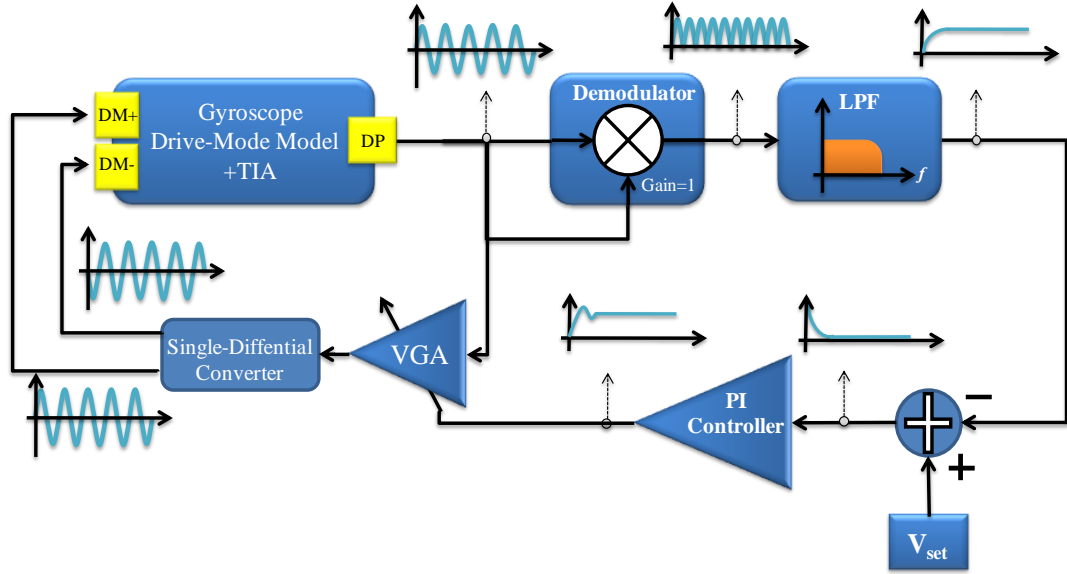 DM+
DM-
Gyroscope
Drive-Mode Model
+TIA
DP
Demodulator
Gain=1
LPF
f
Single-Diffential
Converter
VGA
PI
Controller
−
+
Vset